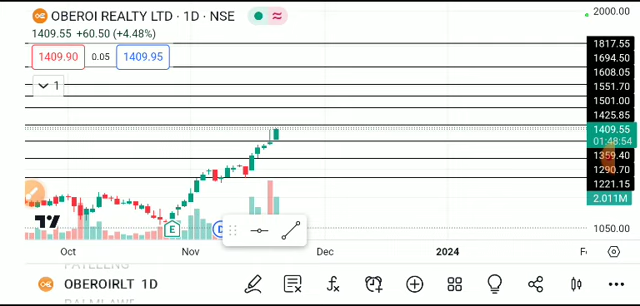 OBEROI REALTY LTD · 1D · NSE
1409.55 +60.50 (+4.48%)
1409.90 0.05 1409.95
1
2000.00
1817.55
1694.50
1608.05
1551.70
1501.00
1425.85
1409.55
01:48:54
1359.40
1290.70
1221.15
2.011M
1050.00
E
D
Oct Nov Dec 2024
OBEROIRLT 1D